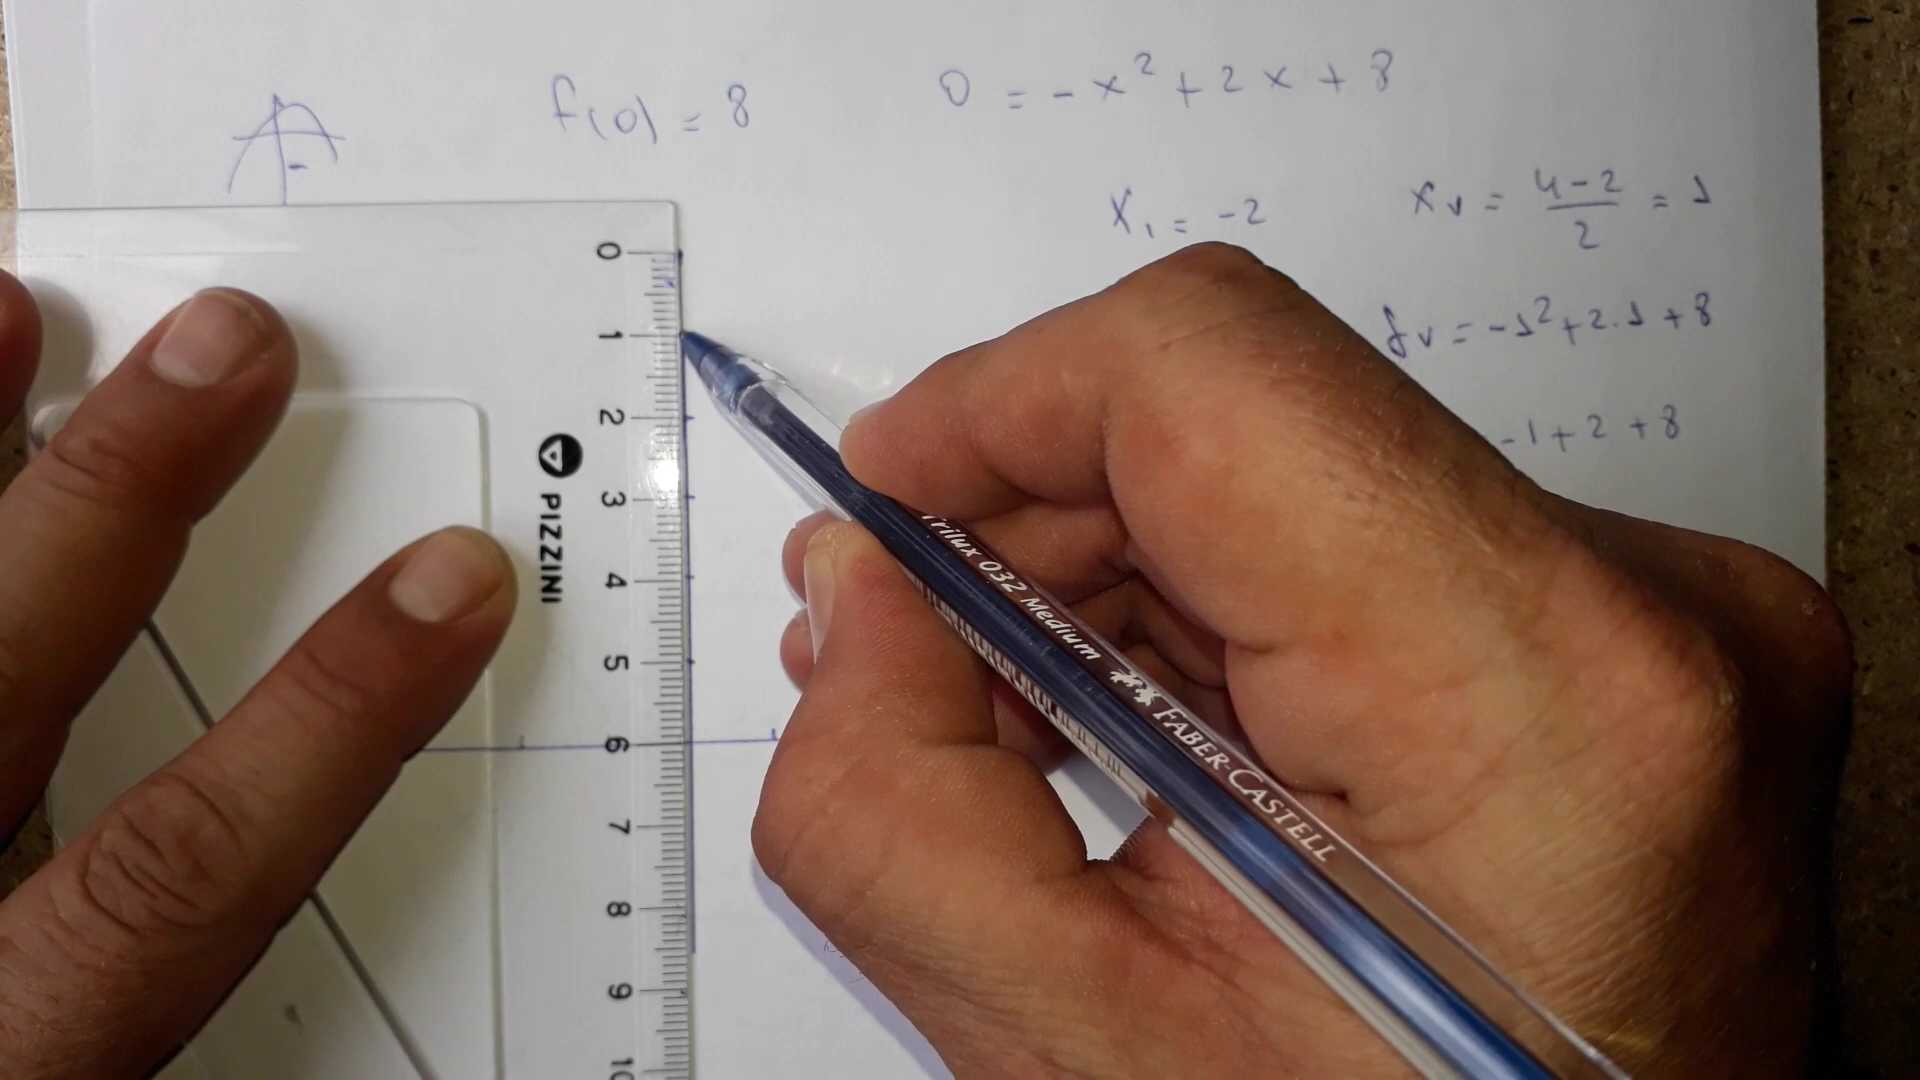 f(0) = 8
0 = -x² + 2x + 8
x₁ = -2
xv = 4-2/2 = 1
fv = -1² + 2.1 + 8
-1 + 2 + 8
0
1
2
3
4
5
6
7
8
9
10
PIZZINI
Trilux 032 Medium FABER-CASTELL